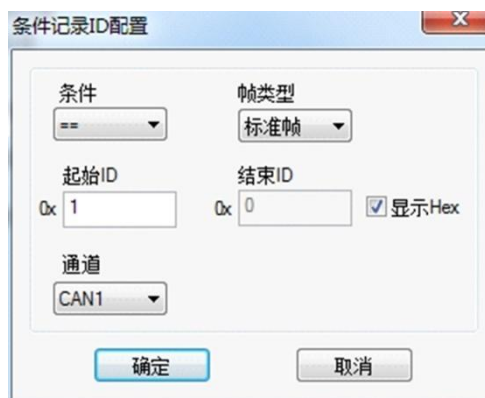 条件记录ID配置
条件 帧类型
== 标准帧
起始ID 结束ID
0x 1 0x 0 显示Hex
通道
CAN1
确定 取消